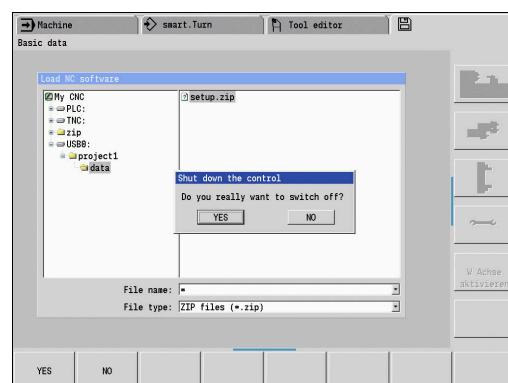 Machine
smart.Turn
Tool editor
Basic data
Load NC software
My CNC
PLC:
TNC:
zip
USB0:
project1
data
setup.zip
Shut down the control
Do you really want to switch off?
YES
NO
File name: *
File type: ZIP files (*.zip)
W Achse
aktivieren
YES
NO